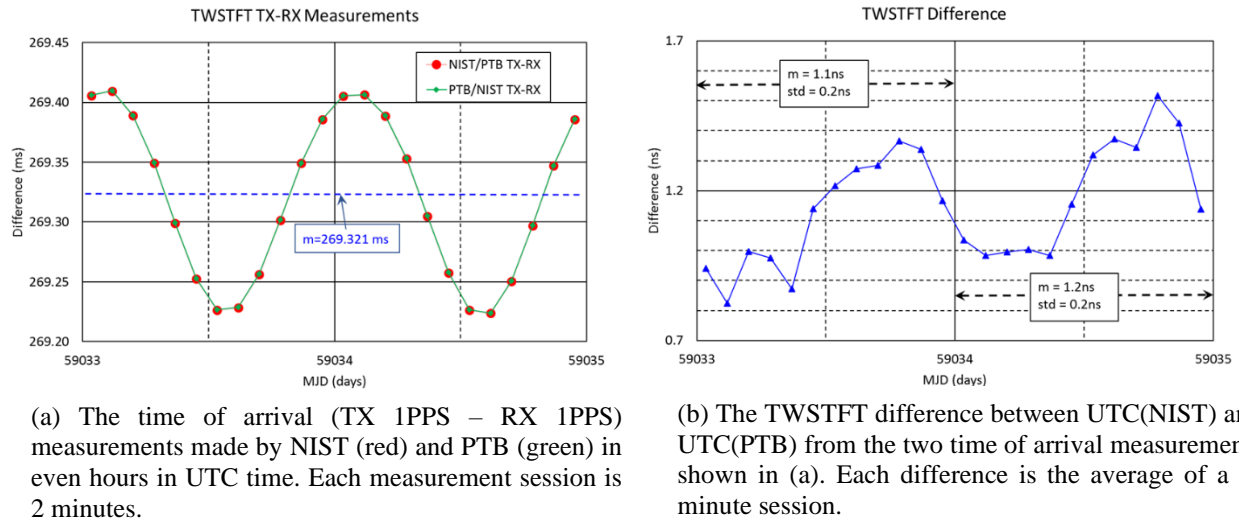 TWSTFT TX-RX Measurements
269.45
269.40
269.35
269.30
269.25
269.20
Difference (ms)
NIST/PTB TX-RX
PTB/NIST TX-RX
m=269.321 ms
59033
59034
59035
MJD (days)
(a) The time of arrival (TX 1PPS – RX 1PPS)
measurements made by NIST (red) and PTB (green) in
even hours in UTC time. Each measurement session is
2 minutes.
TWSTFT Difference
1.7
1.2
0.7
Difference (ns)
m = 1.1ns
std = 0.2ns
m = 1.2ns
std = 0.2ns
59033
59034
59035
MJD (days)
(b) The TWSTFT difference between UTC(NIST) an
UTC(PTB) from the two time of arrival measuremen
shown in (a). Each difference is the average of a
minute session.